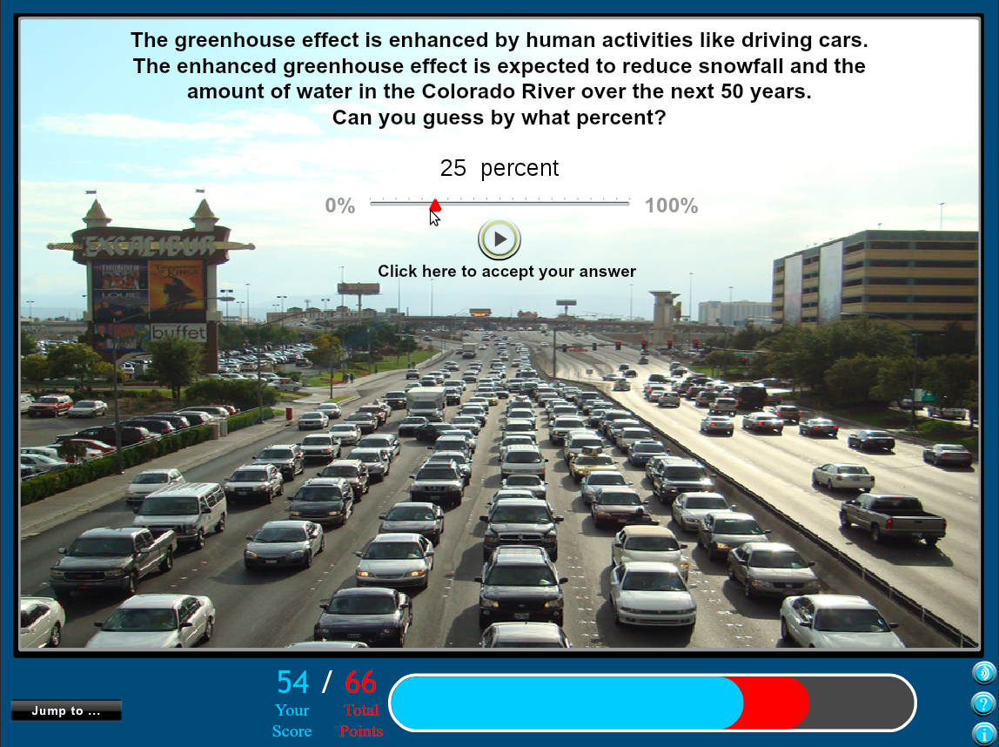 The greenhouse effect is enhanced by human activities like driving cars.
The enhanced greenhouse effect is expected to reduce snowfall and the
amount of water in the Colorado River over the next 50 years.
Can you guess by what percent?
25 percent
0%
100%
Click here to accept your answer
EXCALIBUR
THUNDER
KINGS
LOUIE
buffet
54 / 66
Your Total
Score Points
Jump to ...
?
i